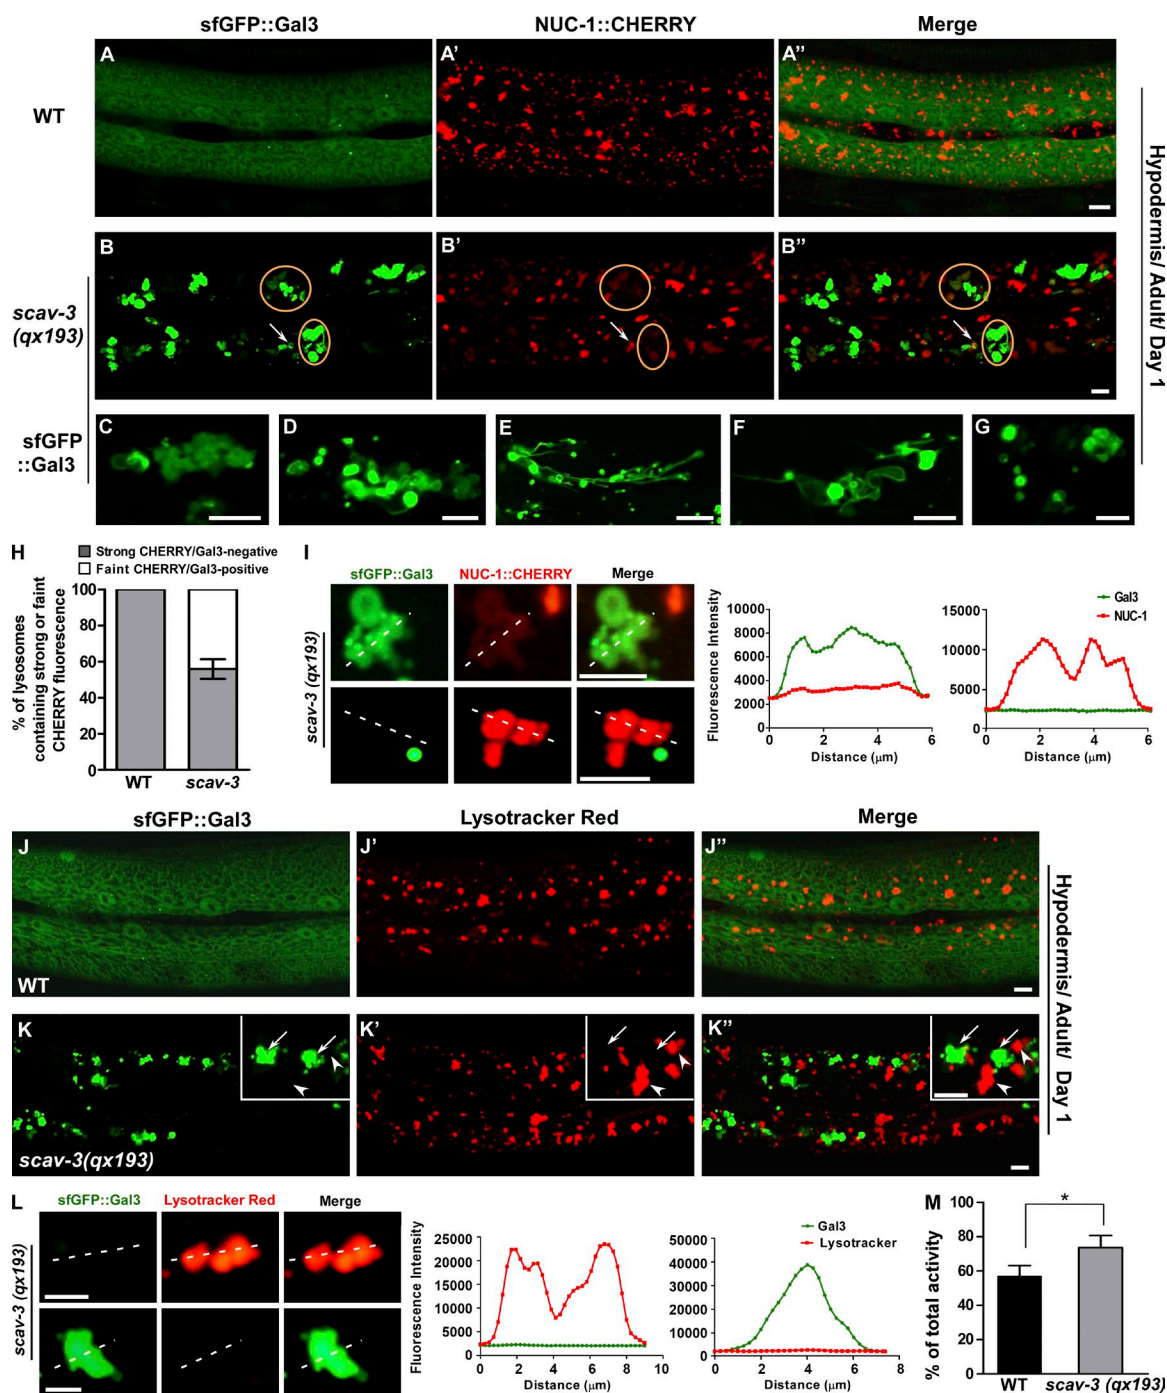 sfGFP::Gal3 NUC-1::CHERRY Merge
A A' A''
WT
B B' B''
scav-3
(qx193)
sfGFP
::Gal3
C D E F G
Hypodermis/ Adult/ Day 1
H
Strong CHERRY/Gal3-negative
Faint CHERRY/Gal3-positive
% of lysosomes
containing strong or faint
CHERRY fluorescence
100
80
60
40
20
0
WT scav-3
I
sfGFP::Gal3 NUC-1::CHERRY Merge
scav-3 (qx193)
Fluorescence Intensity
10000
8000
6000
4000
2000
0
0 2 4 6
Distance (μm)
Gal3
NUC-1
15000
10000
5000
0
0 2 4 6
Distance (μm)
sfGFP::Gal3 Lysotracker Red Merge
J J' J''
WT
K K' K''
scav-3(qx193)
Hypodermis/ Adult/ Day 1
L
sfGFP::Gal3 Lysotracker Red Merge
scav-3 (qx193)
Fluorescence Intensity
25000
20000
15000
10000
5000
0
0 2 4 6 8
Distance (μm)
Gal3
Lysotracker
50000
40000
30000
20000
10000
0
0 2 4 6 8
Distance (μm)
M
% of total activity
100
80
60
40
20
0
*
WT scav-3 (qx193)